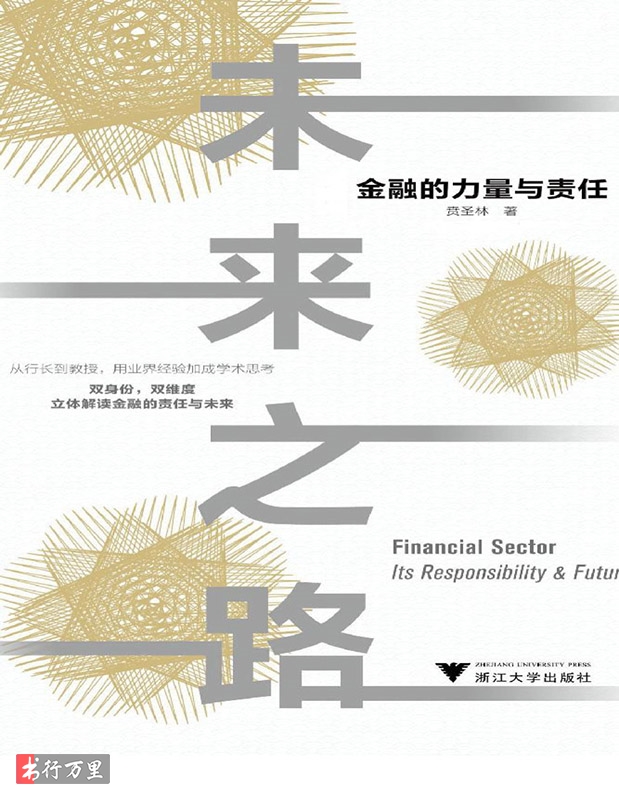 未来之路
金融的力量与责任
贲圣林 著
从行长到教授，用业界经验加成学术思考
双身份，双维度
立体解读金融的责任与未来
Financial Sector
Its Responsibility & Futur
ZHEJIANG UNIVERSITY PRESS
浙江大学出版社
书行万里